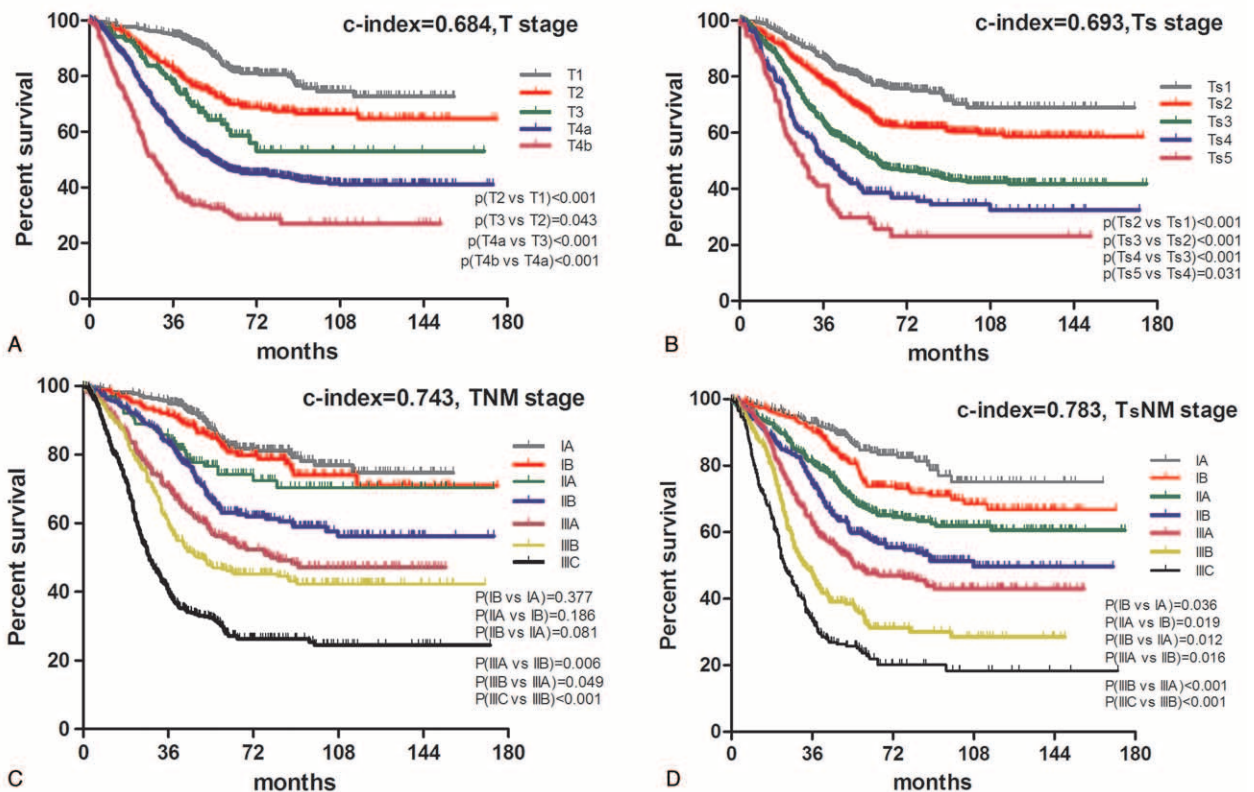 c-index=0.684,T stage
Percent survival
100
80
60
40
20
0
T1
T2
T3
T4a
T4b
p(T2 vs T1)<0.001
p(T3 vs T2)=0.043
p(T4a vs T3)<0.001
p(T4b vs T4a)<0.001
0 36 72 108 144 180
months
A
c-index=0.693,Ts stage
Percent survival
100
80
60
40
20
0
Ts1
Ts2
Ts3
Ts4
Ts5
p(Ts2 vs Ts1)<0.001
p(Ts3 vs Ts2)<0.001
p(Ts4 vs Ts3)<0.001
p(Ts5 vs Ts4)=0.031
0 36 72 108 144 180
months
B
c-index=0.743, TNM stage
Percent survival
100
80
60
40
20
0
IA
IB
IIA
IIB
IIIA
IIIB
IIIC
P(IB vs IA)=0.377
P(IIA vs IB)=0.186
P(IIB vs IIA)=0.081
P(IIIA vs IIB)=0.006
P(IIIB vs IIIA)=0.049
P(IIIC vs IIIB)<0.001
0 36 72 108 144 180
months
C
c-index=0.783, TsNM stage
Percent survival
100
80
60
40
20
0
IA
IB
IIA
IIB
IIIA
IIIB
IIIC
P(IB vs IA)=0.036
P(IIA vs IB)=0.019
P(IIB vs IIA)=0.012
P(IIIA vs IIB)=0.016
P(IIIB vs IIIA)<0.001
P(IIIC vs IIIB)<0.001
0 36 72 108 144 180
months
D